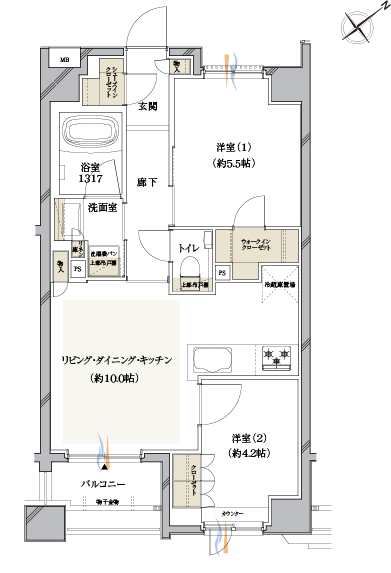 N
MB
シューズイン
クローゼット
物入
玄関
浴室
1317
洋室(1)
(約5.5帖)
廊下
洗面室
リネン庫
洗濯機パン
上部吊戸棚
トイレ
上部吊戸棚
ウォークイン
クローゼット
物入
PS
PS
冷蔵庫置場
リビング・ダイニング・キッチン
(約10.0帖)
洋室(2)
(約4.2帖)
クローゼット
バルコニー
物干金物
カウンター